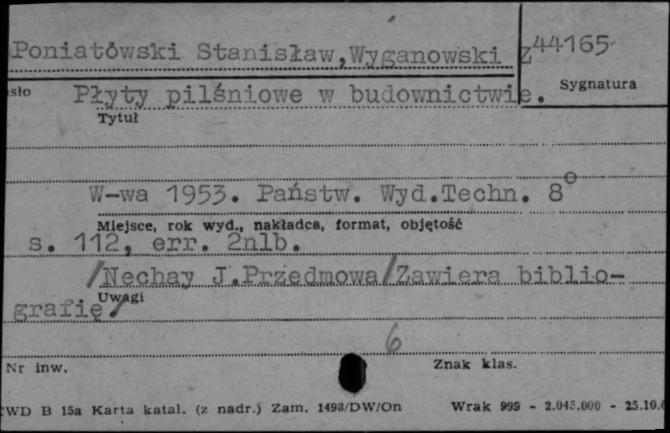 Poniatówski Stanisław,Wyganowski Z
44165
Sygnatura
sło Płyty pilśniowe w budownictwie.
Tytuł
W-wa 1953. Państw. Wyd.Techn. 8°
Miejsce, rok wyd., nakładca, format, objętość
s. 112, err. 2nlb.
/Nechay J.Przedmowa/Zawiera biblio-
Uwagi
grafię/
6
Nr inw.
Znak klas.
WD B 15a Karta katal. (z nadr.) Zam. 1493/DW/On Wrak 999 - 2.045.000 - 25.10.